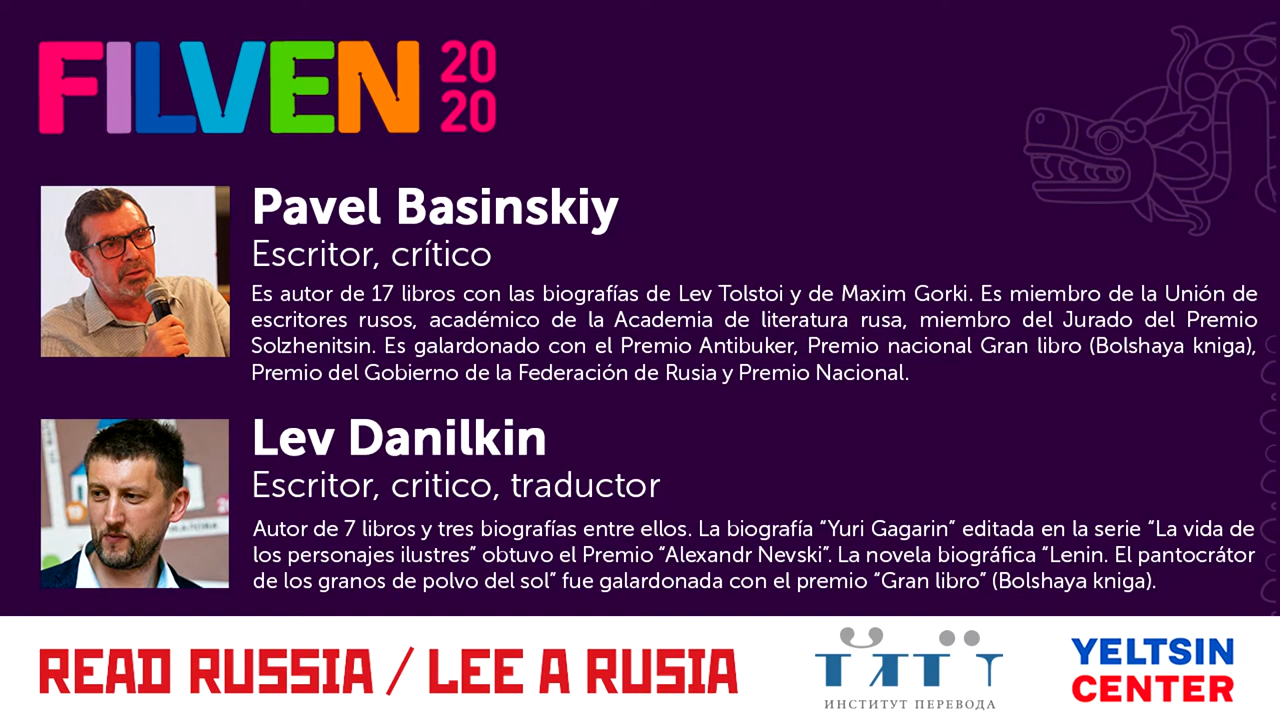 FILVEN 20
20
Pavel Basinskiy
Escritor, crítico
Es autor de 17 libros con las biografías de Lev Tolstoi y de Maxim Gorki. Es miembro de la Unión de
escritores rusos, académico de la Academia de literatura rusa, miembro del Jurado del Premio
Solzhenitsin. Es galardonado con el Premio Antibuker, Premio nacional Gran libro (Bolshaya kniga),
Premio del Gobierno de la Federación de Rusia y Premio Nacional.
Lev Danilkin
Escritor, critico, traductor
Autor de 7 libros y tres biografías entre ellos. La biografía “Yuri Gagarin” editada en la serie “La vida de
los personajes ilustres” obtuvo el Premio “Alexandr Nevski”. La novela biográfica “Lenin. El pantocrátor
de los granos de polvo del sol” fue galardonada con el premio “Gran libro” (Bolshaya kniga).
READ RUSSIA / LEE A RUSIA
ИНСТИТУТ ПЕРЕВОДА
YELTSIN
CENTER